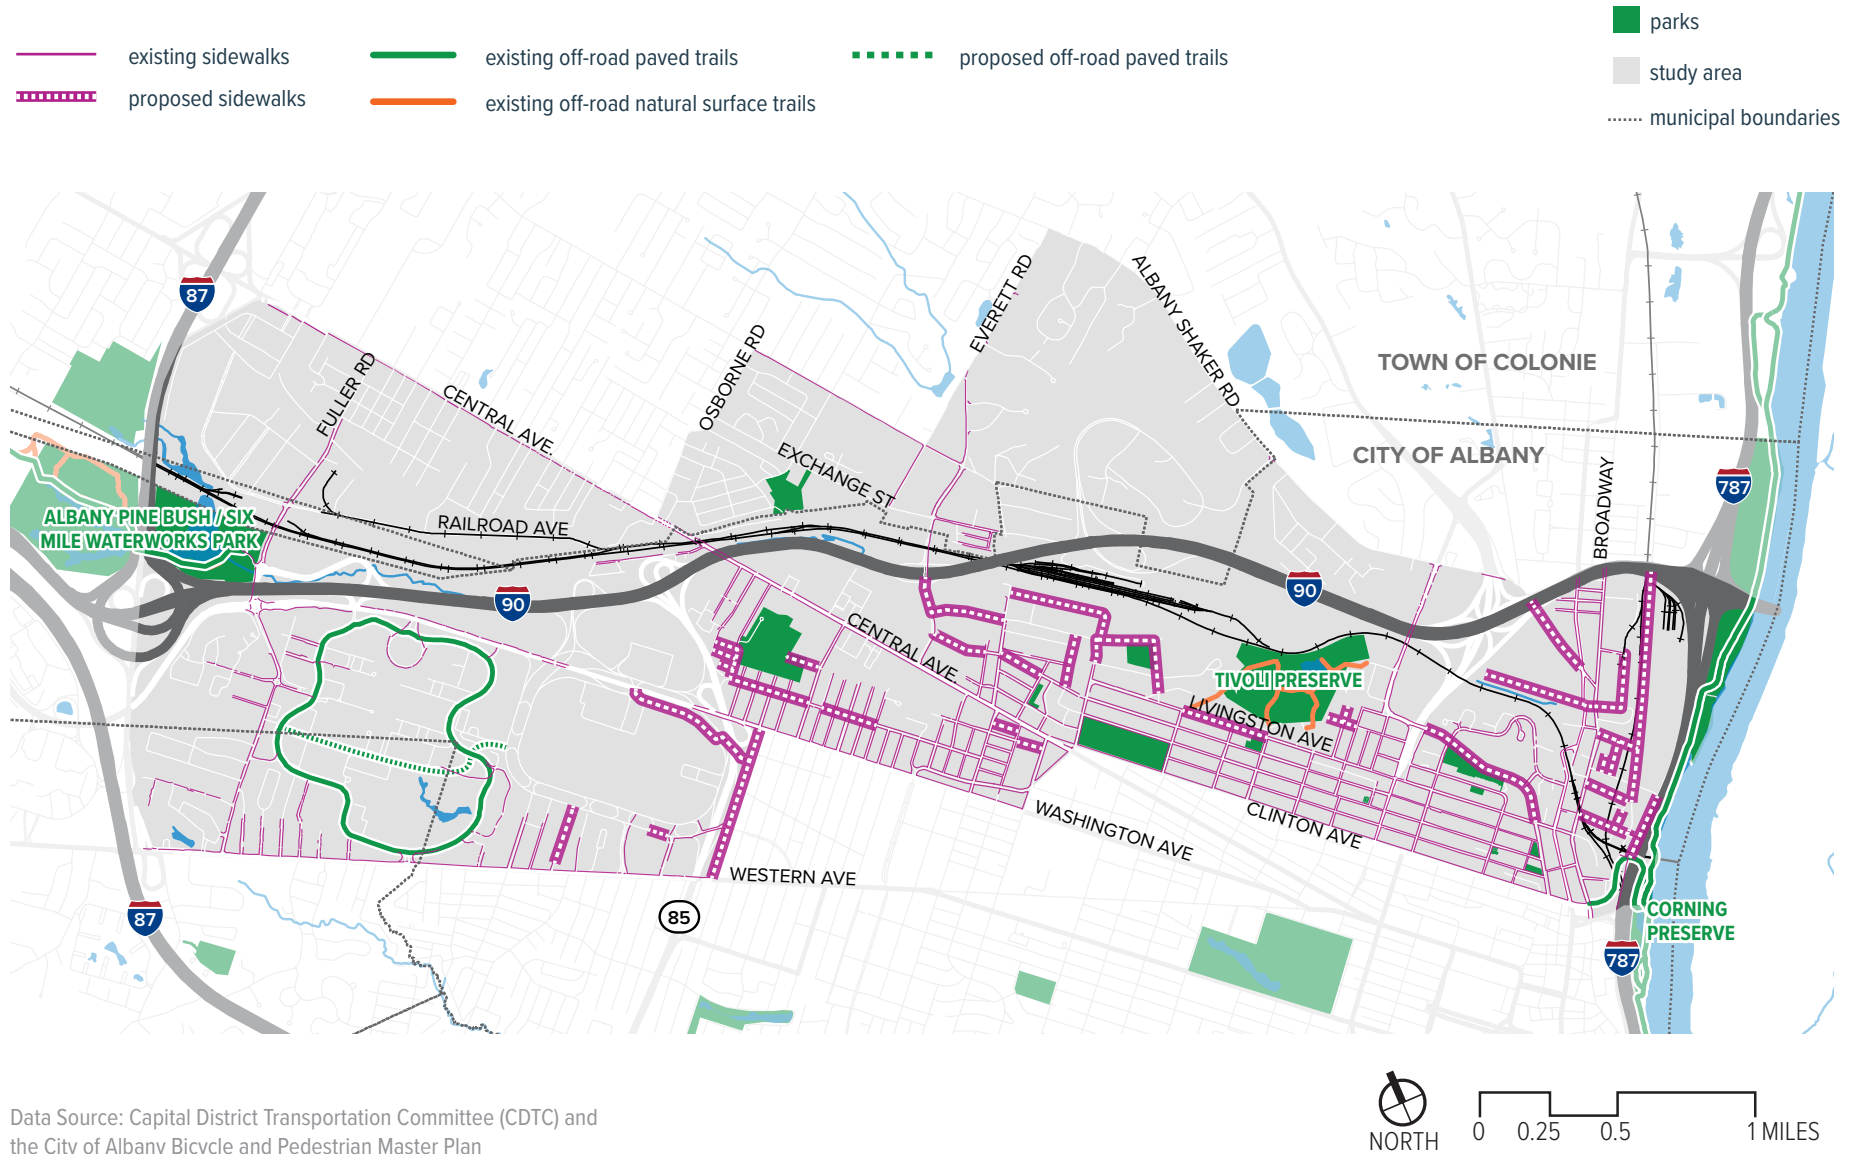 existing sidewalks
proposed sidewalks
existing off-road paved trails
existing off-road natural surface trails
proposed off-road paved trails
parks
study area
municipal boundaries
87
FULLER RD
CENTRAL AVE.
OSBORNE RD
EVERETT RD
ALBANY SHAKER RD
TOWN OF COLONIE
CITY OF ALBANY
BROADWAY
787
EXCHANGE ST
RAILROAD AVE
ALBANY PINE BUSH / SIX
MILE WATERWORKS PARK
90
90
CENTRAL AVE.
TIVOLI PRESERVE
LIVINGSTON AVE
WASHINGTON AVE
CLINTON AVE
WESTERN AVE
87
85
CORNING
PRESERVE
787
Data Source: Capital District Transportation Committee (CDTC) and
the City of Albany Bicycle and Pedestrian Master Plan
NORTH
0 0.25 0.5 1 MILES